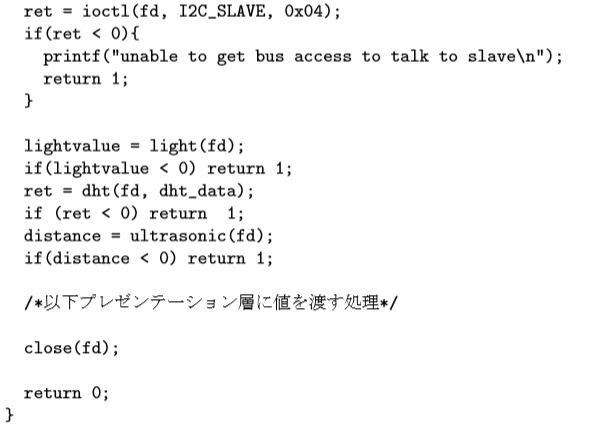 ret = ioctl(fd, I2C_SLAVE, 0x04);
if(ret < 0){
printf("unable to get bus access to talk to slave\n");
return 1;
}
lightvalue = light(fd);
if(lightvalue < 0) return 1;
ret = dht(fd, dht_data);
if (ret < 0) return  1;
distance = ultrasonic(fd);
if(distance < 0) return 1;
/*以下プレゼンテーション層に値を渡す処理*/
close(fd);
return 0;
}